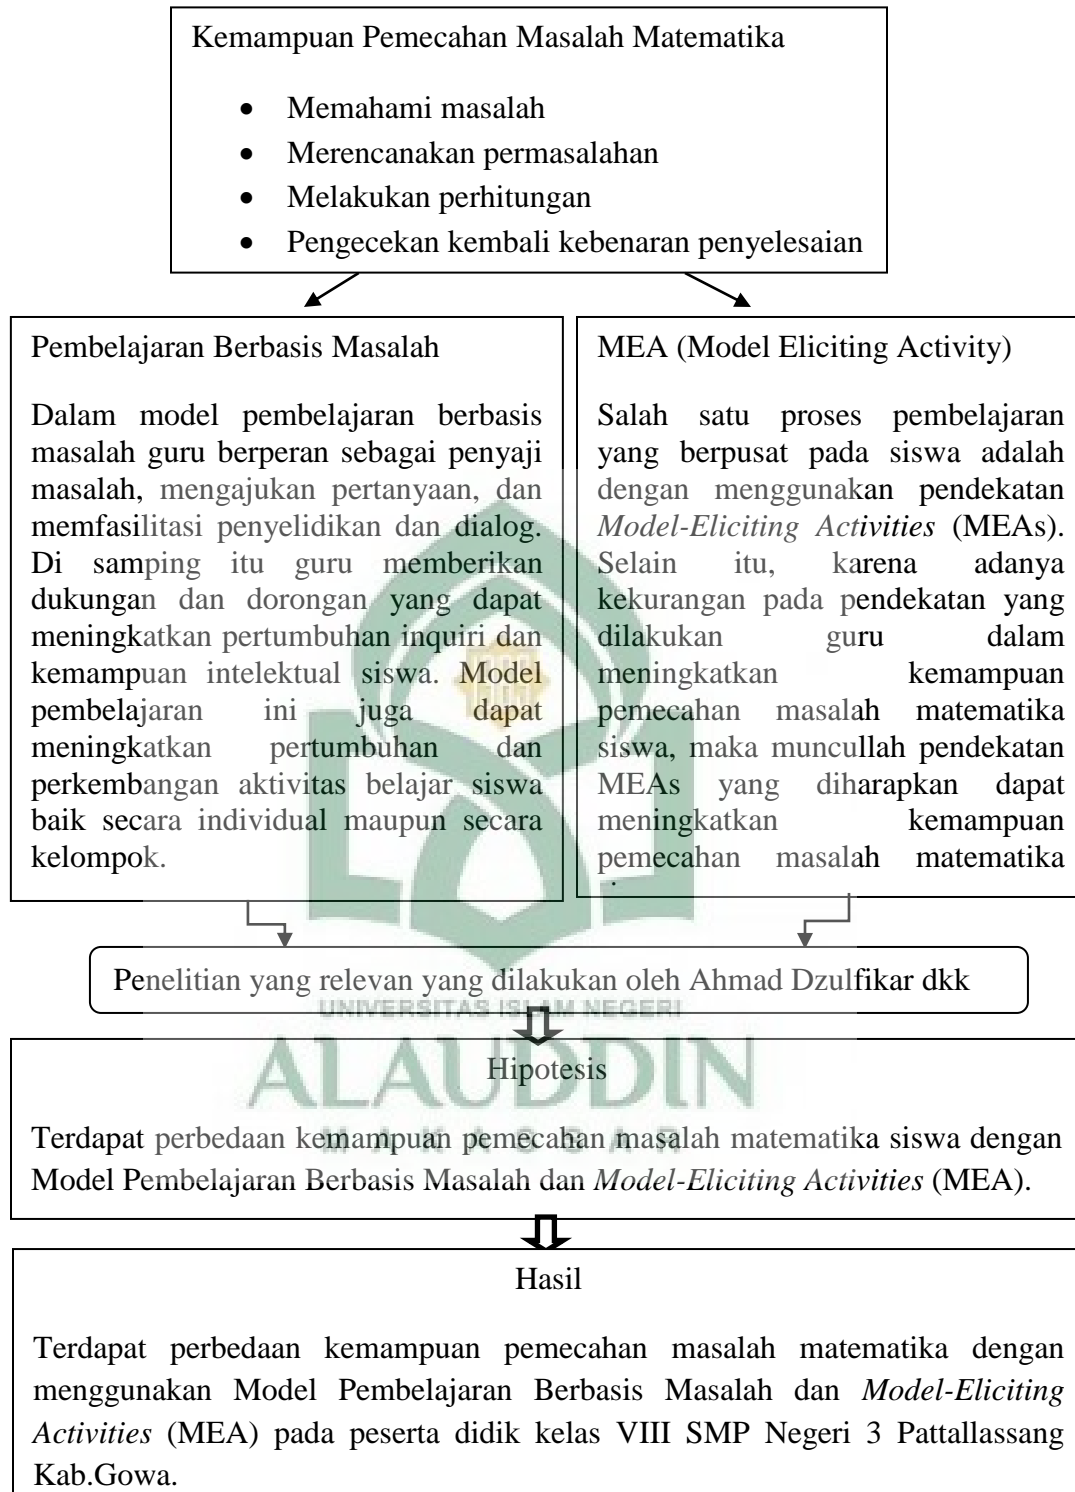 Kemampuan Pemecahan Masalah Matematika
• Memahami masalah
• Merencanakan permasalahan
• Melakukan perhitungan
• Pengecekan kembali kebenaran penyelesaian
Pembelajaran Berbasis Masalah
Dalam model pembelajaran berbasis
masalah guru berperan sebagai penyaji
masalah, mengajukan pertanyaan, dan
memfasilitasi penyelidikan dan dialog.
Di samping itu guru memberikan
dukungan dan dorongan yang dapat
meningkatkan pertumbuhan inquiri dan
kemampuan intelektual siswa. Model
pembelajaran ini juga dapat
meningkatkan pertumbuhan dan
perkembangan aktivitas belajar siswa
baik secara individual maupun secara
kelompok.
MEA (Model Eliciting Activity)
Salah satu proses pembelajaran
yang berpusat pada siswa adalah
dengan menggunakan pendekatan
Model-Eliciting Activities (MEAs).
Selain itu, karena adanya
kekurangan pada pendekatan yang
dilakukan guru dalam
meningkatkan kemampuan
pemecahan masalah matematika
siswa, maka muncullah pendekatan
MEAs yang diharapkan dapat
meningkatkan kemampuan
pemecahan masalah matematika
Penelitian yang relevan yang dilakukan oleh Ahmad Dzulfikar dkk
UNIVERSITAS ISLAM NEGERI
ALAUDDIN
Hipotesis
Terdapat perbedaan kemampuan pemecahan masalah matematika siswa dengan
MAKASSAR
Model Pembelajaran Berbasis Masalah dan Model-Eliciting Activities (MEA).
Hasil
Terdapat perbedaan kemampuan pemecahan masalah matematika dengan
menggunakan Model Pembelajaran Berbasis Masalah dan Model-Eliciting
Activities (MEA) pada peserta didik kelas VIII SMP Negeri 3 Pattallassang
Kab.Gowa.